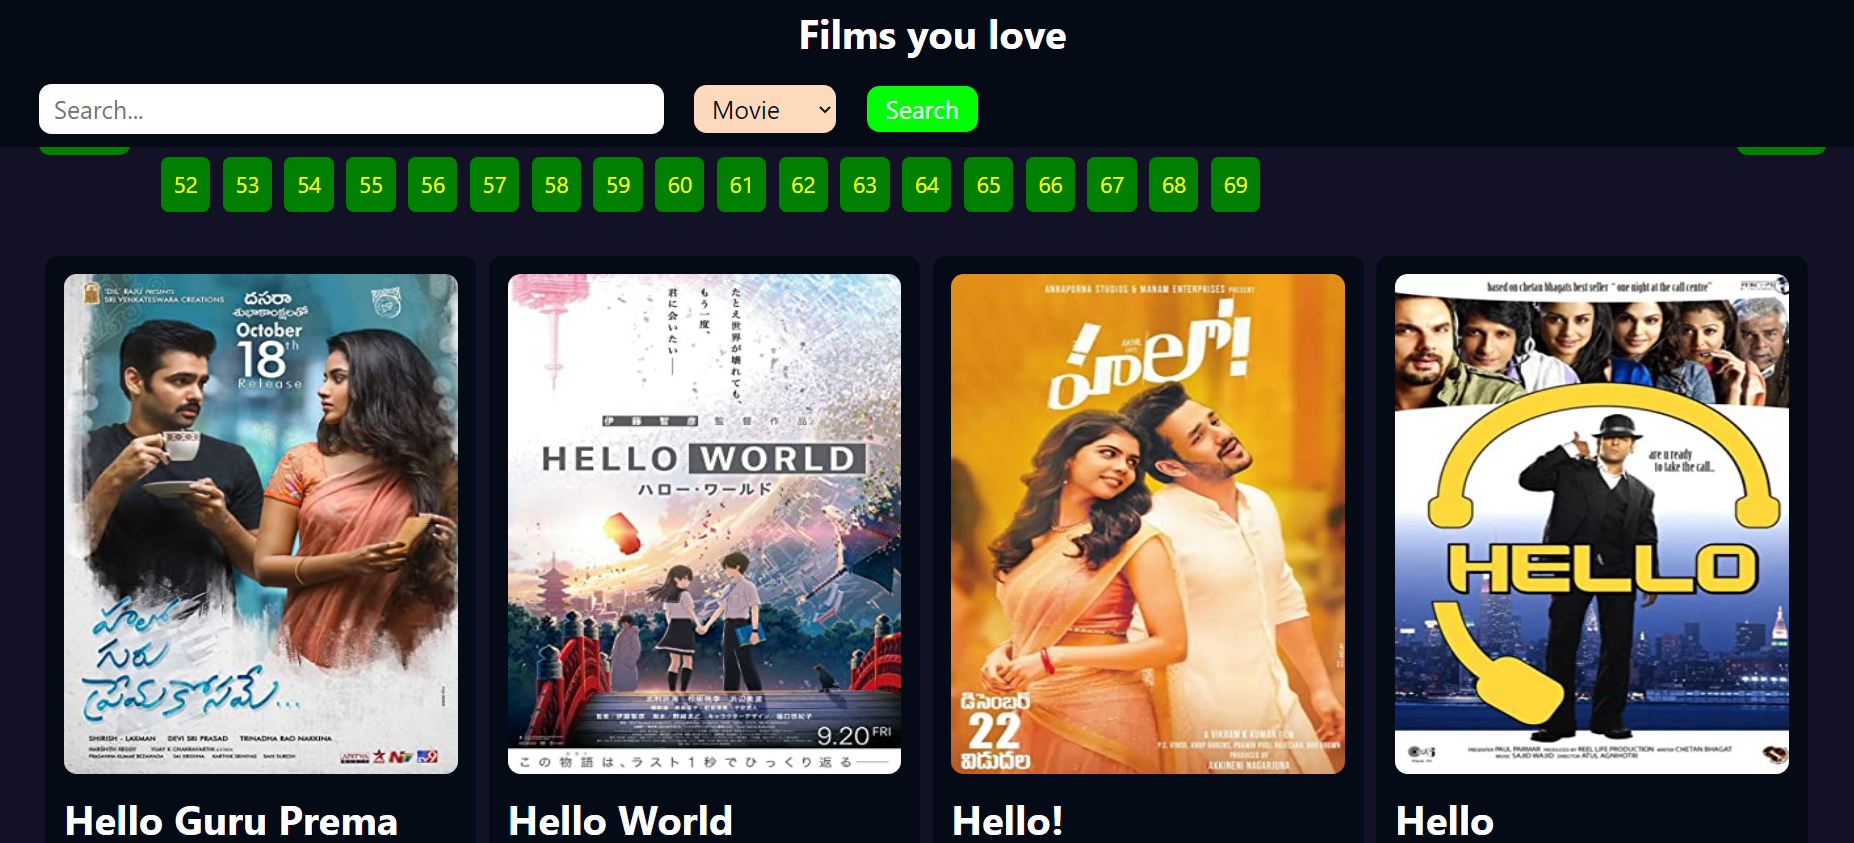 Films you love
Search...
Movie
Search
52 53 54 55 56 57 58 59 60 61 62 63 64 65 66 67 68 69
'DIL' RAJU PRESENTS
SRI VENKATESWARA CREATIONS
దసరా
శుభాకాంక్షలతో
October
18th
Release
హలో
గురు
ప్రేమకోసమే...
SHIRISH - LAXMAN DEVI SRI PRASAD TRINADHA RAO NAKKINA
Hello Guru Prema
たとえ世界が壊れても、
もう一度、
君に会いたい——
伊藤智彦 監督作品
HELLO WORLD
ハロー・ワールド
9.20 FRI
この物語は、ラスト1秒でひっくり返る——
Hello World
ANNAPURNA STUDIOS & MANAM ENTERPRISES PRESENT
హలో!
డిసెంబర్
22
విడుదల
A VIKRAM K KUMAR FILM
PRODUCED BY
AKKINENI NAGARJUNA
Hello!
based on chetan bhagats best seller " one night at the call centre"
are u ready
to take the call..
HELLO
PRESENTER PAUL PARMAR PRODUCED BY REEL LIFE PRODUCTION WRITER CHETAN BHAGAT
MUSIC SAJID WAJID DIRECTOR ATUL AGNIHOTRI
Hello